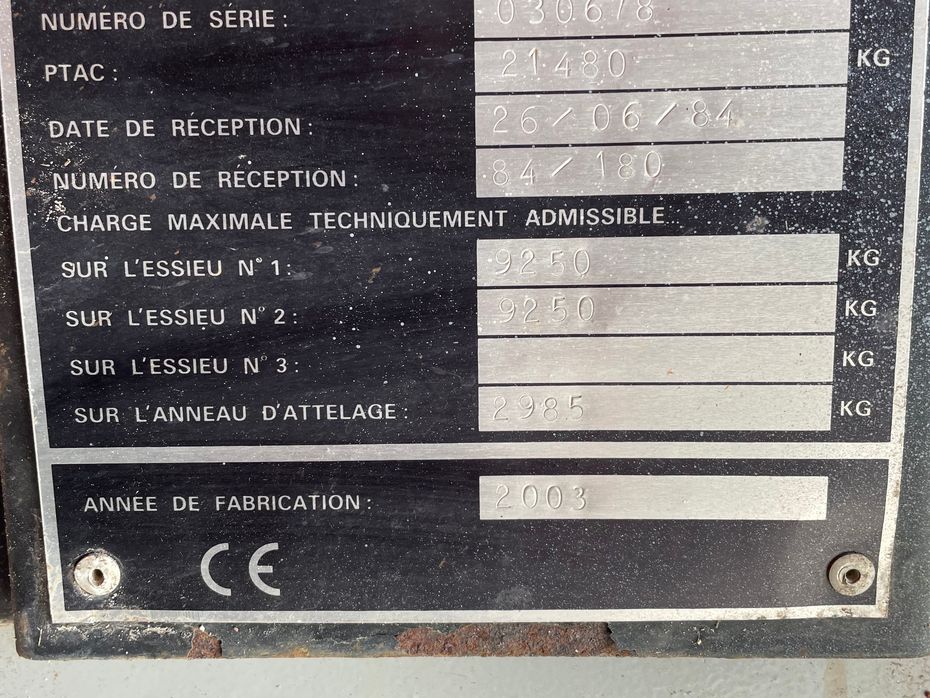 NUMÉRO DE SÉRIE : 030678
PTAC : 21480 KG
DATE DE RÉCEPTION : 26/06/84
NUMÉRO DE RÉCEPTION : 84/180
CHARGE MAXIMALE TECHNIQUEMENT ADMISSIBLE
SUR L'ESSIEU N° 1 : 9250 KG
SUR L'ESSIEU N° 2 : 9250 KG
SUR L'ESSIEU N° 3 : KG
SUR L'ANNEAU D'ATTELAGE : 2985 KG
ANNÉE DE FABRICATION : 2003
CE